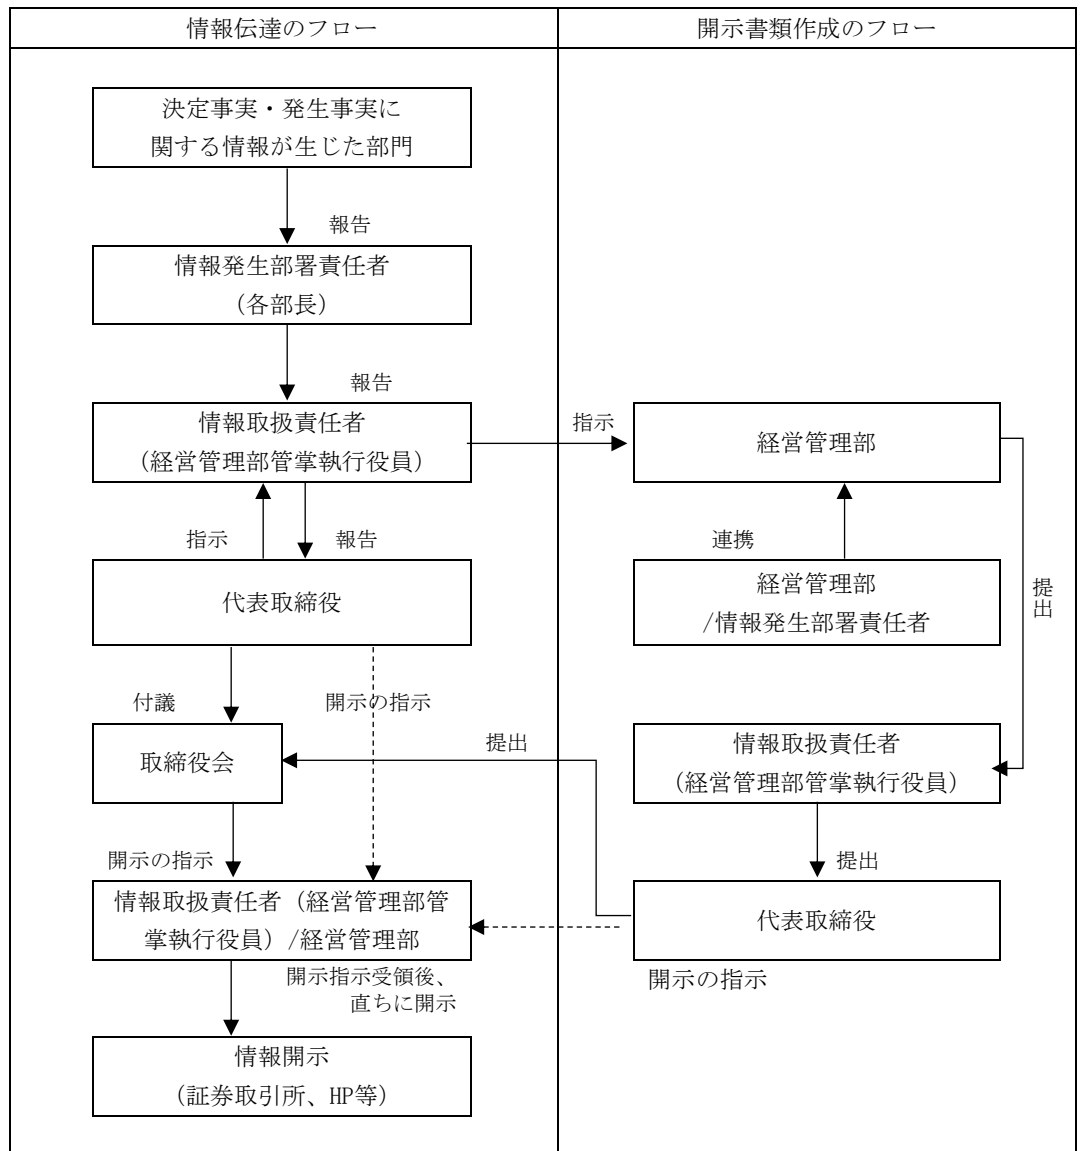 情報伝達のフロー
開示書類作成のフロー
決定事実・発生事実に
関する情報が生じた部門
報告
情報発生部署責任者
（各部長）
報告
情報取扱責任者
（経営管理部管掌執行役員）
指示
経営管理部
指示
報告
連携
代表取締役
経営管理部
/情報発生部署責任者
提出
付議
開示の指示
取締役会
提出
情報取扱責任者
（経営管理部管掌執行役員）
開示の指示
提出
情報取扱責任者（経営管理部管
掌執行役員）/経営管理部
代表取締役
開示指示受領後、
直ちに開示
開示の指示
情報開示
（証券取引所、HP等）